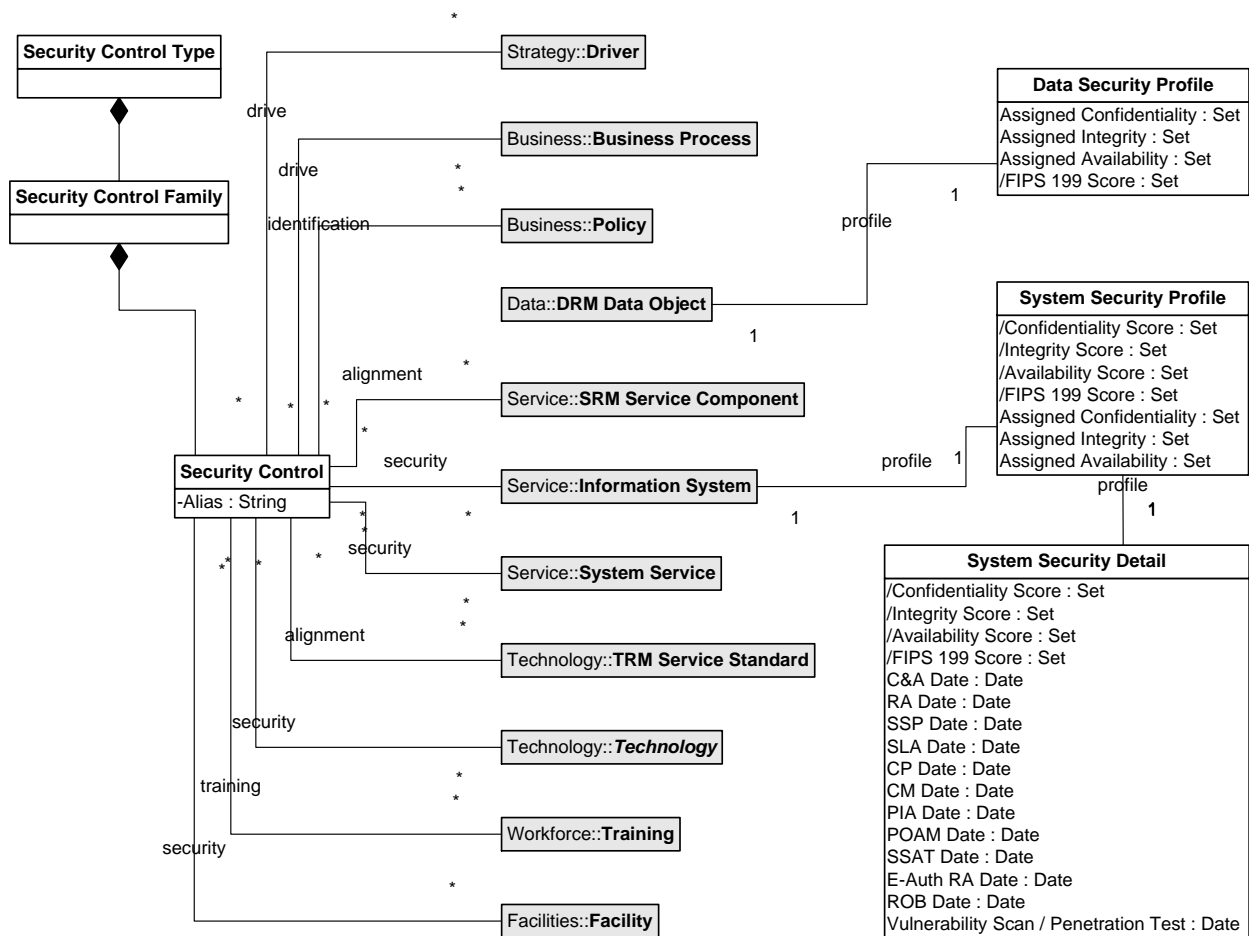 *
Security Control Type
Strategy::Driver
Data Security Profile
Assigned Confidentiality : Set
Assigned Integrity : Set
Assigned Availability : Set
/FIPS 199 Score : Set
drive
Business::Business Process
drive
*
*
Security Control Family
1
identification
Business::Policy
profile
Data::DRM Data Object
1
System Security Profile
/Confidentiality Score : Set
/Integrity Score : Set
/Availability Score : Set
/FIPS 199 Score : Set
Assigned Confidentiality : Set
Assigned Integrity : Set
Assigned Availability : Set
*
alignment
Service::SRM Service Component
*
*
*
*
Security Control
-Alias : String
security
Service::Information System
profile
1
1
profile
1
*
*
*
security
Service::System Service
*
*
*
*
*
*
alignment
Technology::TRM Service Standard
security
Technology::Technology
*
*
training
Workforce::Training
security
*
Facilities::Facility
System Security Detail
/Confidentiality Score : Set
/Integrity Score : Set
/Availability Score : Set
/FIPS 199 Score : Set
C&A Date : Date
RA Date : Date
SSP Date : Date
SLA Date : Date
CP Date : Date
CM Date : Date
PIA Date : Date
POAM Date : Date
SSAT Date : Date
E-Auth RA Date : Date
ROB Date : Date
Vulnerability Scan / Penetration Test : Date